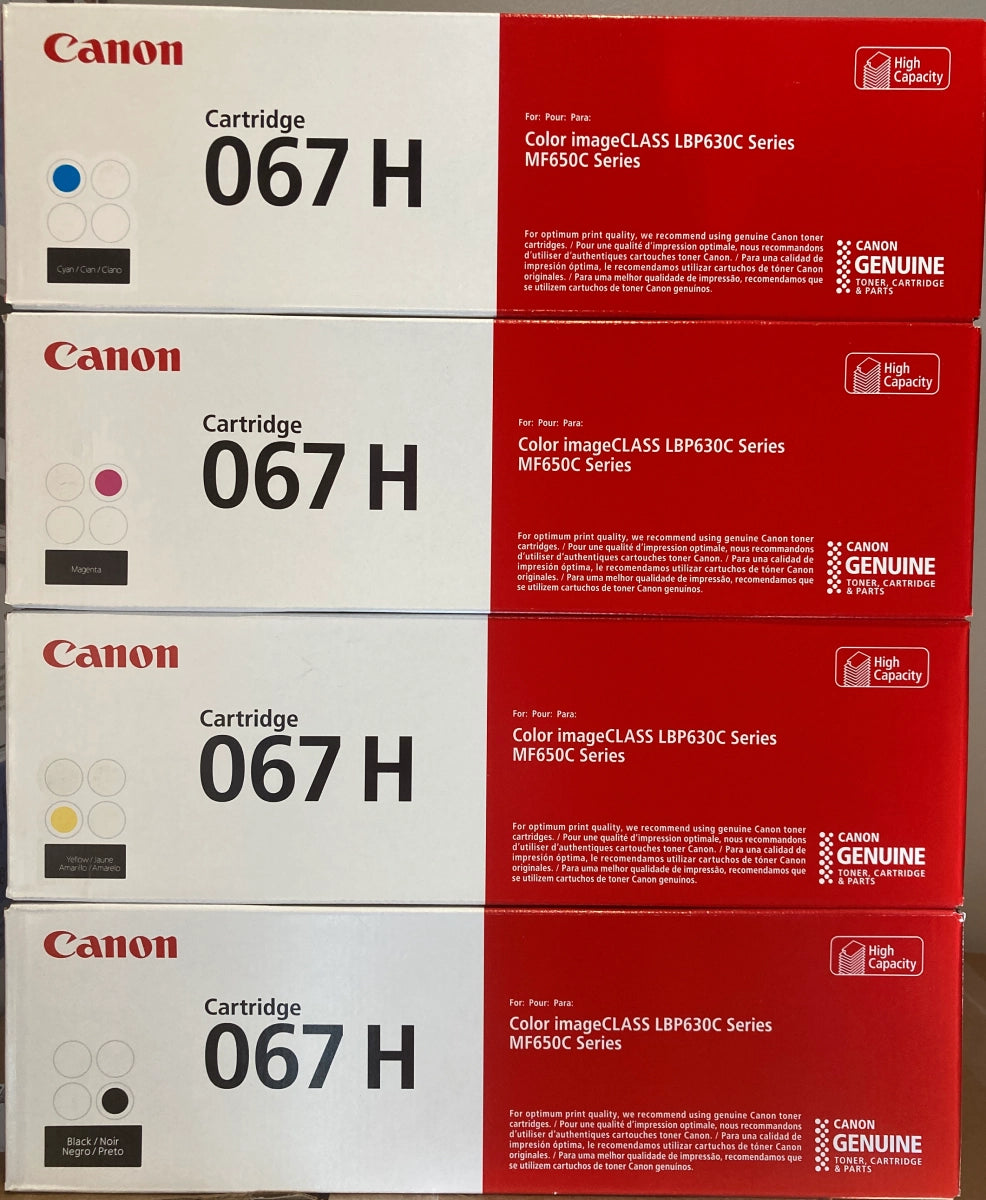 Canon
High
Capacity
Cartridge
067 H
For: Pour: Para:
Color imageCLASS LBP630C Series
MF650C Series
Cyan / Cian / Ciano
For optimum print quality, we recommend using genuine Canon toner
cartridges. / Pour une qualité d'impression optimale, nous recommandons
d'utiliser d'authentiques cartouches toner Canon. / Para una calidad de
impresión óptima, le recomendamos utilizar cartuchos de tóner Canon
originales. / Para uma melhor qualidade de impressão, recomendamos que
se utilizem cartuchos de toner Canon genuínos.
CANON
GENUINE
TONER, CARTRIDGE
& PARTS
Canon
High
Capacity
Cartridge
067 H
For: Pour: Para:
Color imageCLASS LBP630C Series
MF650C Series
Magenta
For optimum print quality, we recommend using genuine Canon toner
cartridges. / Pour une qualité d'impression optimale, nous recommandons
d'utiliser d'authentiques cartouches toner Canon. / Para una calidad de
impresión óptima, le recomendamos utilizar cartuchos de tóner Canon
originales. / Para uma melhor qualidade de impressão, recomendamos que
se utilizem cartuchos de toner Canon genuínos.
CANON
GENUINE
TONER, CARTRIDGE
& PARTS
Canon
High
Capacity
Cartridge
067 H
For: Pour: Para:
Color imageCLASS LBP630C Series
MF650C Series
Yellow / Jaune
Amarillo / Amarelo
For optimum print quality, we recommend using genuine Canon toner
cartridges. / Pour une qualité d'impression optimale, nous recommandons
d'utiliser d'authentiques cartouches toner Canon. / Para una calidad de
impresión óptima, le recomendamos utilizar cartuchos de tóner Canon
originales. / Para uma melhor qualidade de impressão, recomendamos que
se utilizem cartuchos de toner Canon genuínos.
CANON
GENUINE
TONER, CARTRIDGE
& PARTS
Canon
High
Capacity
Cartridge
067 H
For: Pour: Para:
Color imageCLASS LBP630C Series
MF650C Series
Black / Noir
Negro / Preto
For optimum print quality, we recommend using genuine Canon toner
cartridges. / Pour une qualité d'impression optimale, nous recommandons
d'utiliser d'authentiques cartouches toner Canon. / Para una calidad de
impresión óptima, le recomendamos utilizar cartuchos de tóner Canon
originales. / Para uma melhor qualidade de impressão, recomendamos que
se utilizem cartuchos de toner Canon genuínos.
CANON
GENUINE
TONER, CARTRIDGE
& PARTS